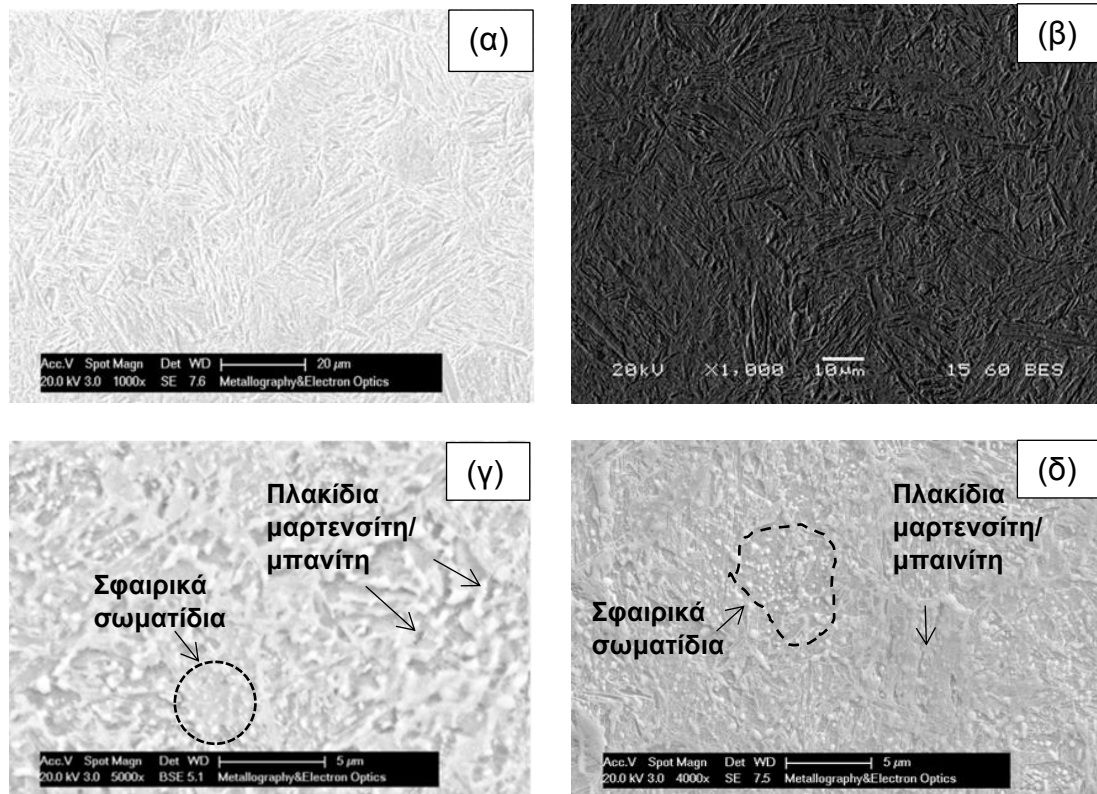 (α)
Acc.V Spot Magn Det WD 20 μm
20.0 kV 3.0 1000x SE 7.6 Metallography&Electron Optics
(β)
20kV X1,000 10μm 15 60 BES
(γ)
Πλακίδια
μαρτενσίτη/
μπανίτη
Σφαιρικά
σωματίδια
Acc.V Spot Magn Det WD 5 μm
20.0 kV 3.0 5000x BSE 5.1 Metallography&Electron Optics
(δ)
Πλακίδια
μαρτενσίτη/
μπαινίτη
Σφαιρικά
σωματίδια
Acc.V Spot Magn Det WD 5 μm
20.0 kV 3.0 4000x SE 7.5 Metallography&Electron Optics